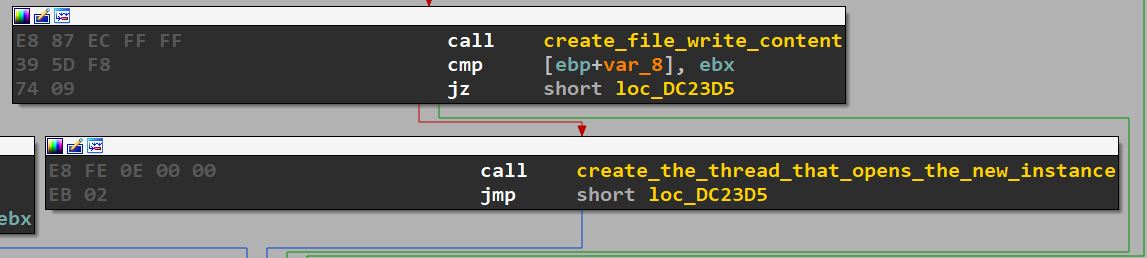 E8 87 EC FF FF call create_file_write_content
39 5D F8 cmp [ebp+var_8], ebx
74 09 jz short loc_DC23D5
E8 FE 0E 00 00 call create_the_thread_that_opens_the_new_instance
EB 02 jmp short loc_DC23D5
ebx